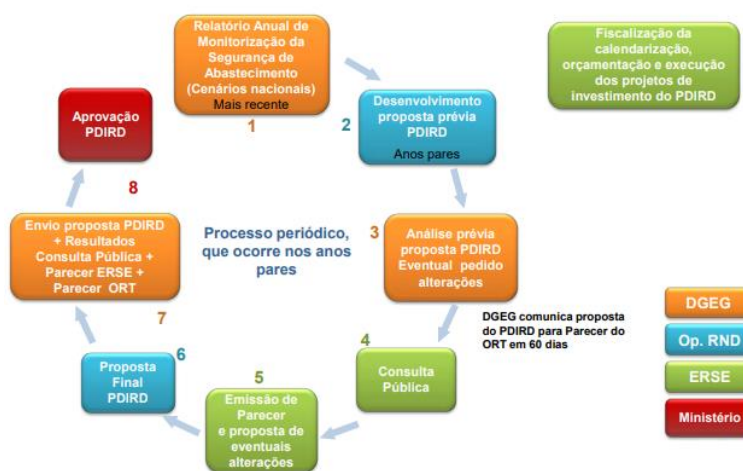 Relatório Anual de
Monitorização da
Segurança de
Abastecimento
(Cenários nacionais)
Mais recente
1
Desenvolvimento
proposta prévia
PDIRD
Anos pares
2
Análise prévia
proposta PDIRD
Eventual pedido
alterações
3
DGEG comunica proposta
do PDIRD para Parecer do
ORT em 60 dias
Consulta
Pública
4
Emissão de
Parecer
e proposta de
eventuais
alterações
5
Proposta
Final
PDIRD
6
Envio proposta PDIRD
+ Resultados
Consulta Pública +
Parecer ERSE +
Parecer ORT
7
Aprovação
PDIRD
8
Processo periódico,
que ocorre nos anos
pares
Fiscalização da
calendarização,
orçamentação e execução
dos projetos de
investimento do PDIRD
DGEG
Op. RND
ERSE
Ministério